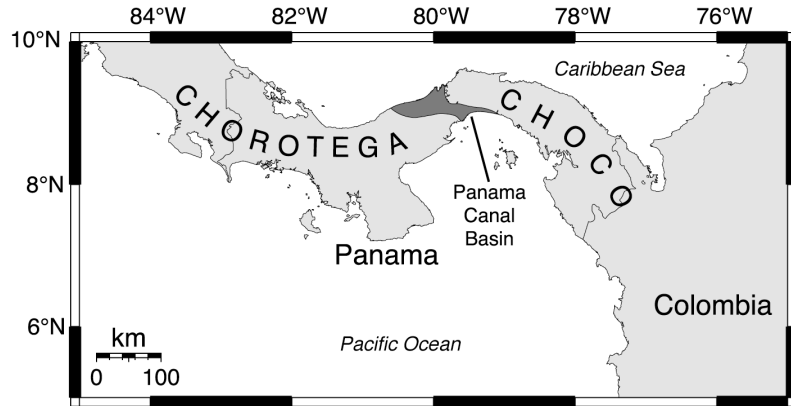 84°W 82°W 80°W 78°W 76°W
10°N
Caribbean Sea
CHOROTEGA
CHOCO
8°N
Panama
Canal
Basin
Panama
Colombia
6°N
km
Pacific Ocean
0 100